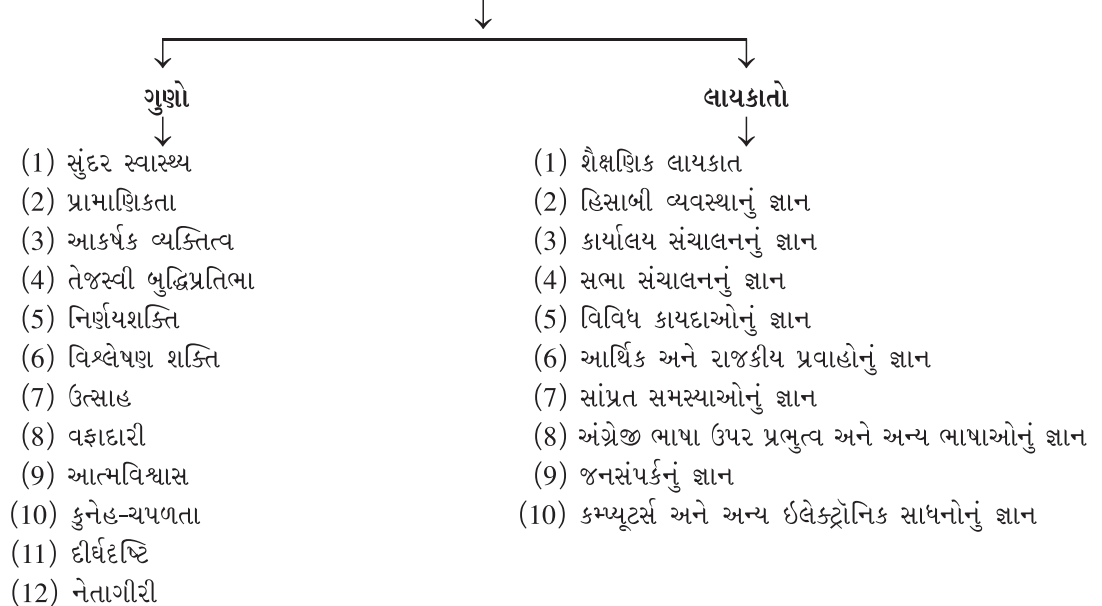 ગુણો
(1) સુંદર સ્વાસ્થ્ય
(2) પ્રામાણિકતા
(3) આકર્ષક વ્યક્તિત્વ
(4) તેજસ્વી બુદ્ધિપ્રતિભા
(5) નિર્ણયશક્તિ
(6) વિશ્લેષણ શક્તિ
(7) ઉત્સાહ
(8) વફાદારી
(9) આત્મવિશ્વાસ
(10) કુનેહ-ચપળતા
(11) દીર્ઘદૃષ્ટિ
(12) નેતાગીરી
લાયકાતો
(1) શૈક્ષણિક લાયકાત
(2) હિસાબી વ્યવસ્થાનું જ્ઞાન
(3) કાર્યાલય સંચાલનનું જ્ઞાન
(4) સભા સંચાલનનું જ્ઞાન
(5) વિવિધ કાયદાઓનું જ્ઞાન
(6) આર્થિક અને રાજકીય પ્રવાહોનું જ્ઞાન
(7) સાંપ્રત સમસ્યાઓનું જ્ઞાન
(8) અંગ્રેજી ભાષા ઉપર પ્રભુત્વ અને અન્ય ભાષાઓનું જ્ઞાન
(9) જનસંપર્કનું જ્ઞાન
(10) કમ્પ્યૂટર્સ અને અન્ય ઇલેક્ટ્રૉનિક સાધનોનું જ્ઞાન